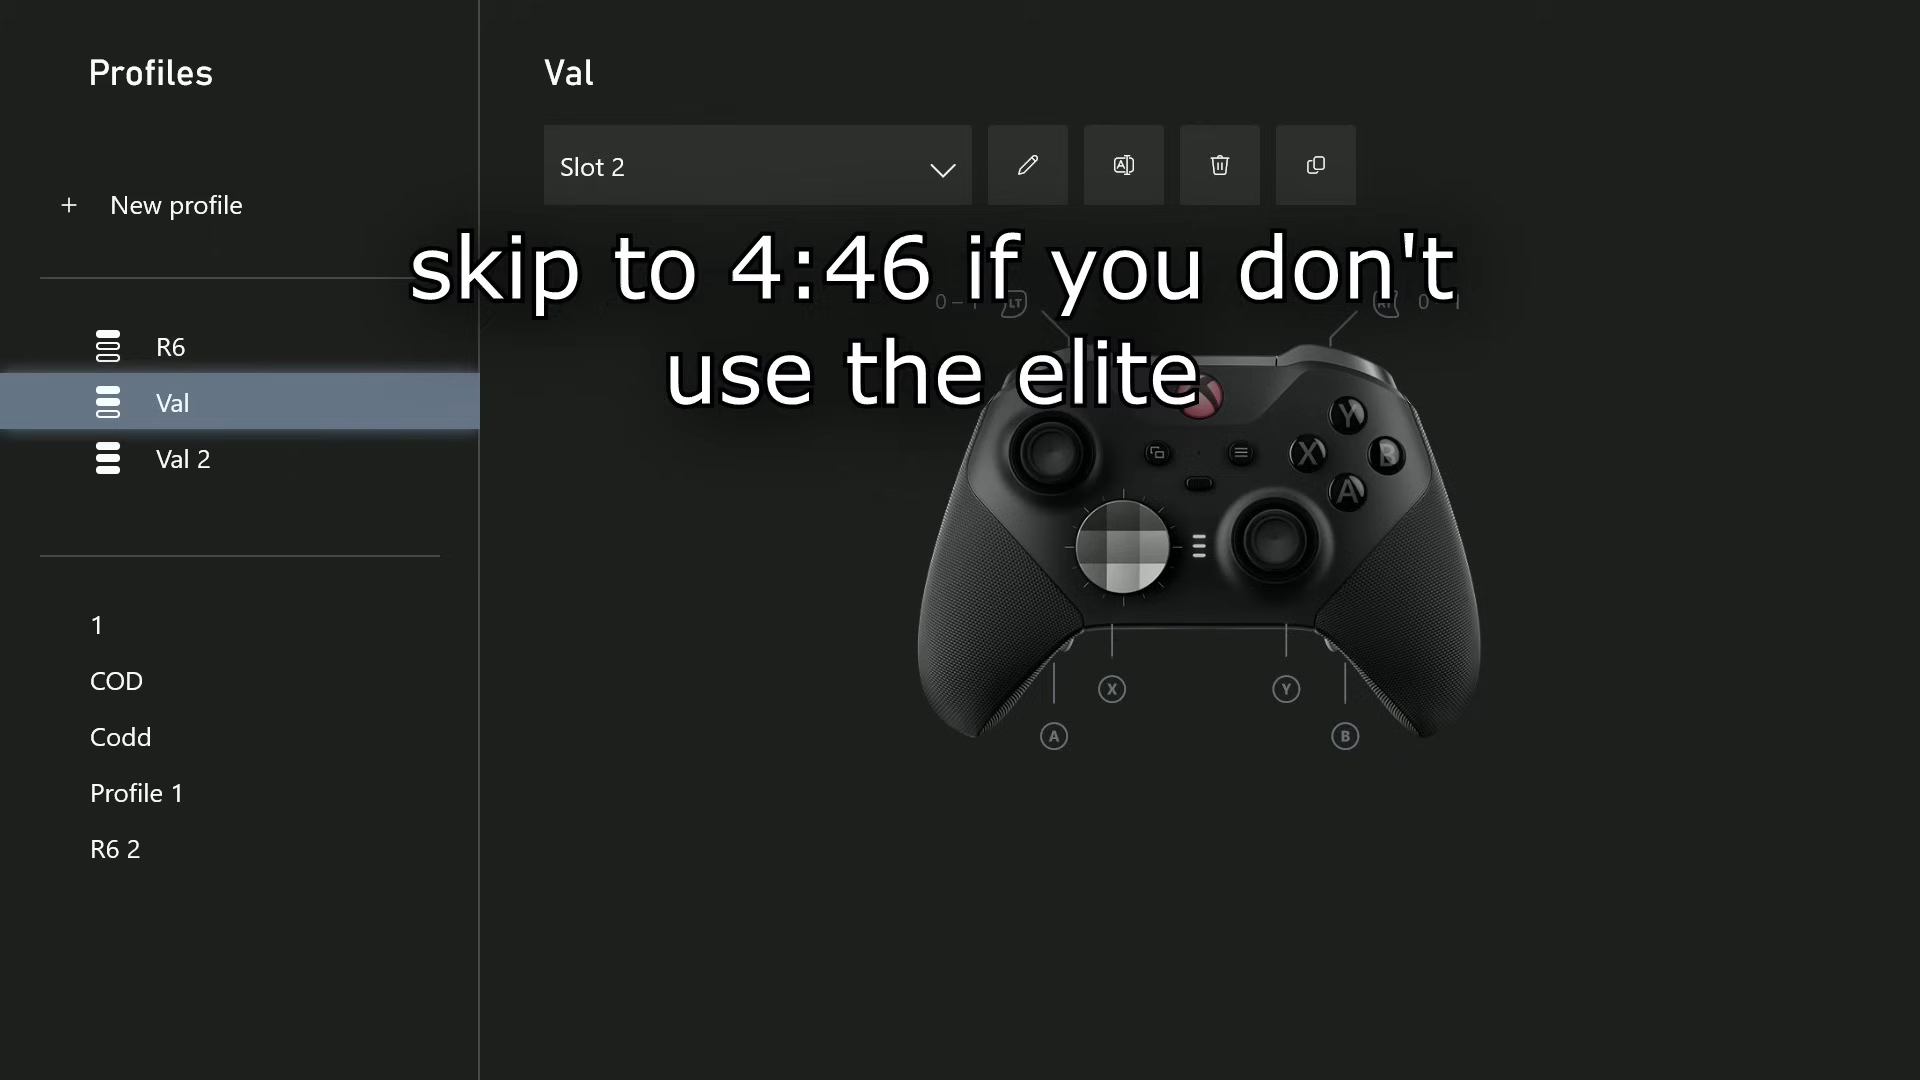 Profiles
Val
Slot 2
+ New profile
skip to 4:46 if you don't
use the elite
LT
R6
Val
Val 2
Y
X
B
A
1
COD
Codd
Profile 1
R6 2
X
Y
A
B